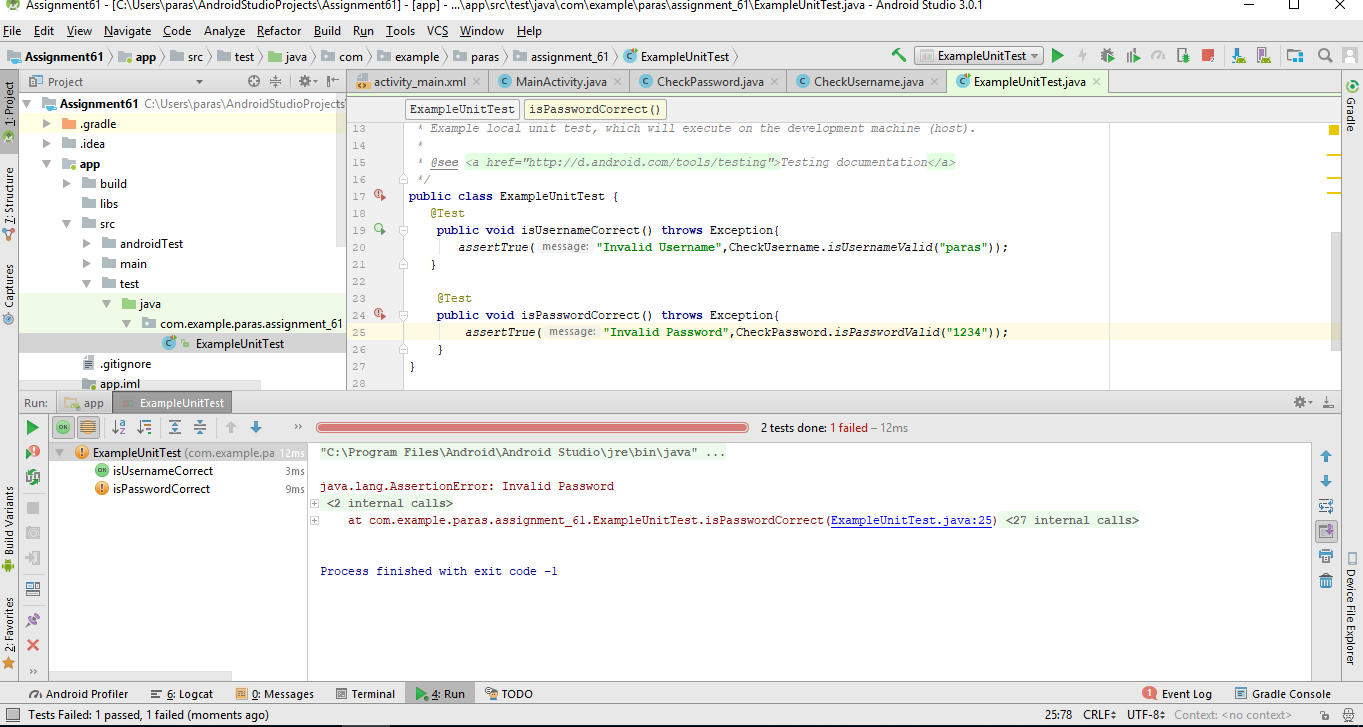 Assignment61 - [C:\Users\paras\AndroidStudioProjects\Assignment61] - [app] - ...\app\src\test\java\com\example\paras\assignment_61\ExampleUnitTest.java - Android Studio 3.0.1
File Edit View Navigate Code Analyze Refactor Build Run Tools VCS Window Help
Assignment61 app src test java com example paras assignment_61 ExampleUnitTest ExampleUnitTest
Project activity_main.xml MainActivity.java CheckPassword.java CheckUsername.java ExampleUnitTest.java
1: Project
7: Structure
Captures
Build Variants
2: Favorites
Assignment61 C:\Users\paras\AndroidStudioProjects
.gradle
.idea
app
build
libs
src
androidTest
main
test
java
com.example.paras.assignment_61
ExampleUnitTest
.gitignore
app.iml
ExampleUnitTest isPasswordCorrect()
13 * Example local unit test, which will execute on the development machine (host).
14 *
15 * @see <a href="http://d.android.com/tools/testing">Testing documentation</a>
16 */
17 public class ExampleUnitTest {
18 @Test
19 public void isUsernameCorrect() throws Exception{
20 assertTrue( message: "Invalid Username",CheckUsername.isUsernameValid("paras"));
21 }
22
23 @Test
24 public void isPasswordCorrect() throws Exception{
25 assertTrue( message: "Invalid Password",CheckPassword.isPasswordValid("1234"));
26 }
27 }
28
Gradle
Device File Explorer
Run: app ExampleUnitTest
OK >> 2 tests done: 1 failed – 12ms
ExampleUnitTest (com.example.pa 12ms
OK isUsernameCorrect 3ms
isPasswordCorrect 9ms
"C:\Program Files\Android\Android Studio\jre\bin\java" ...
java.lang.AssertionError: Invalid Password
<2 internal calls>
at com.example.paras.assignment_61.ExampleUnitTest.isPasswordCorrect(ExampleUnitTest.java:25) <27 internal calls>
Process finished with exit code -1
Android Profiler 6: Logcat 0: Messages Terminal 4: Run TODO 1 Event Log Gradle Console
Tests Failed: 1 passed, 1 failed (moments ago) 25:78 CRLF UTF-8 Context: <no context>